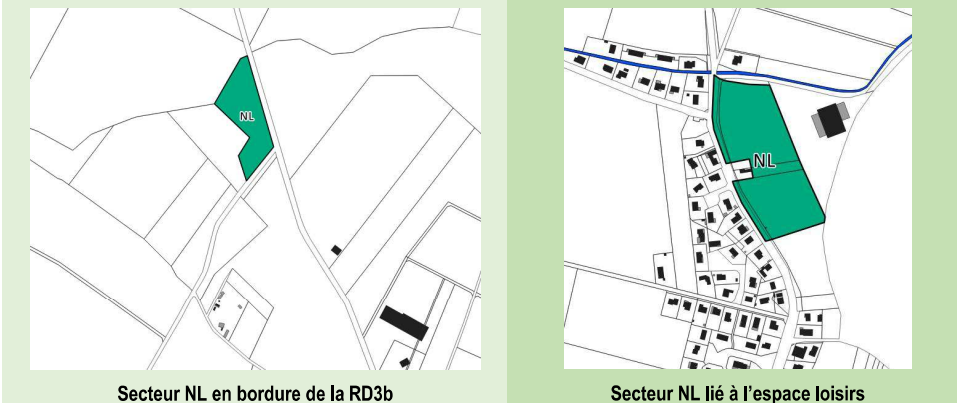 NL
NL
Secteur NL en bordure de la RD3b
Secteur NL lié à l'espace loisirs